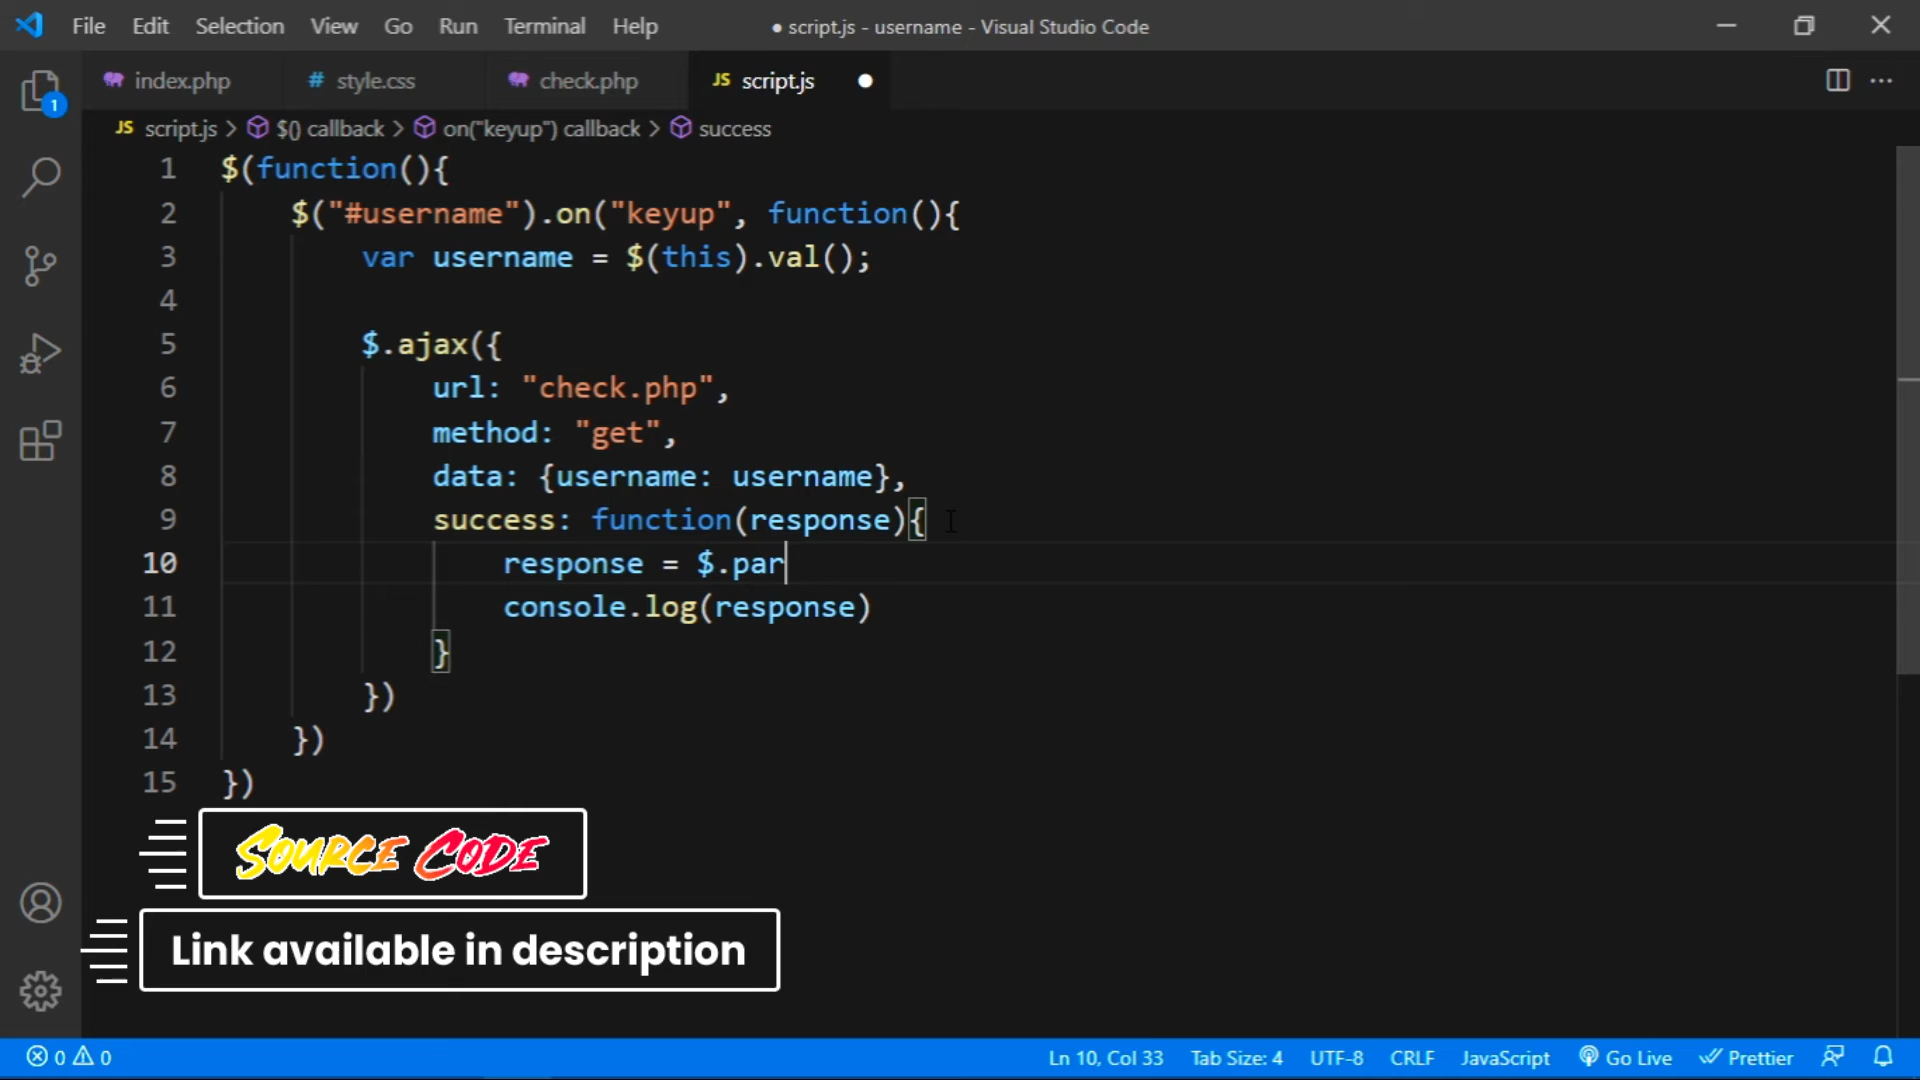 File Edit Selection View Go Run Terminal Help ● script.js - username - Visual Studio Code
index.php # style.css check.php JS script.js ●
1
JS script.js > $() callback > on("keyup") callback > success
1 $(function(){
2 $("#username").on("keyup", function(){
3 var username = $(this).val();
4
5 $.ajax({
6 url: "check.php",
7 method: "get",
8 data: {username: username},
9 success: function(response){
10 response = $.par
11 console.log(response)
12 }
13 })
14 })
15 })
SOURCE CODE
Link available in description
0 0 Ln 10, Col 33 Tab Size: 4 UTF-8 CRLF JavaScript Go Live Prettier